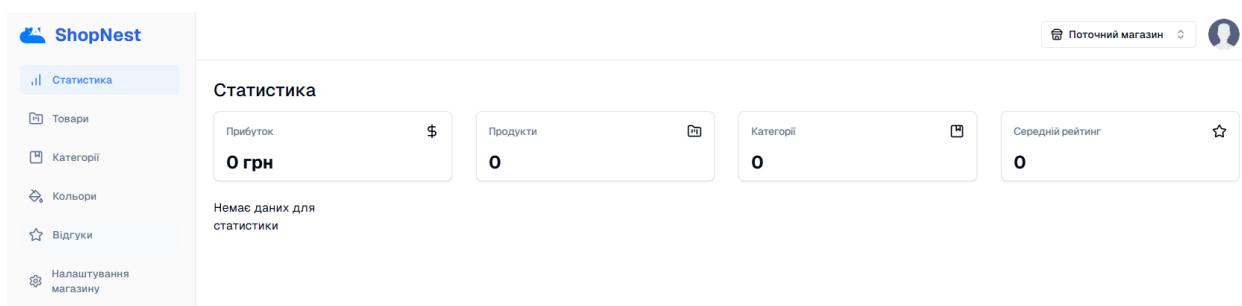 ShopNest
Поточний магазин
Статистика
Товари
Категорії
Кольори
Відгуки
Налаштування
магазину
Статистика
Прибуток
$
0 грн
Продукти
0
Категорії
0
Середній рейтинг
0
Немає даних для
статистики